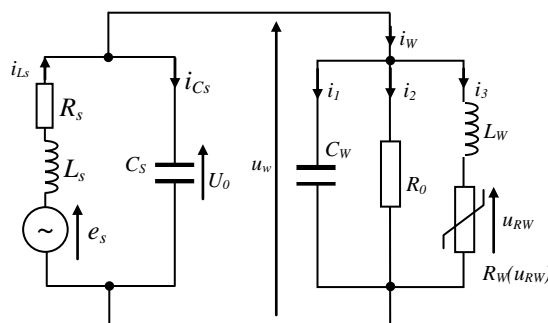 i_W
i_Ls
i_Cs
i_1
i_2
i_3
R_s
L_W
C_S
u_w
C_W
L_s
U_0
R_0
u_RW
~
e_s
R_W(u_RW)